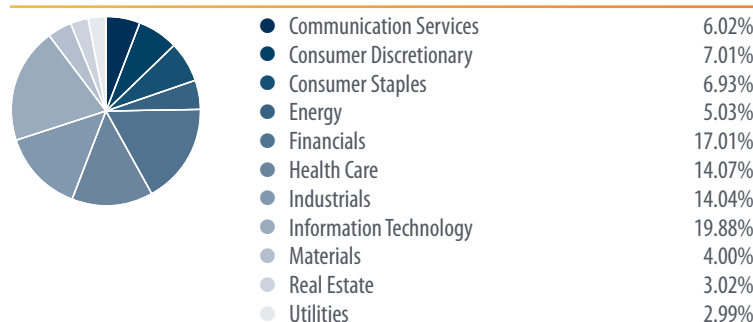 Communication Services 6.02%
Consumer Discretionary 7.01%
Consumer Staples 6.93%
Energy 5.03%
Financials 17.01%
Health Care 14.07%
Industrials 14.04%
Information Technology 19.88%
Materials 4.00%
Real Estate 3.02%
Utilities 2.99%